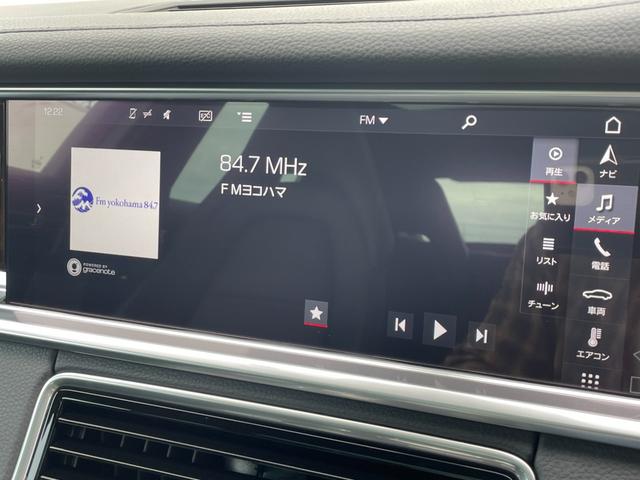 12:22
FM
84.7 MHz
FMヨコハマ
Fm yokohama 84.7
POWERED BY
gracenote
再生
お気に入り
リスト
チューン
ナビ
メディア
電話
車両
エアコン